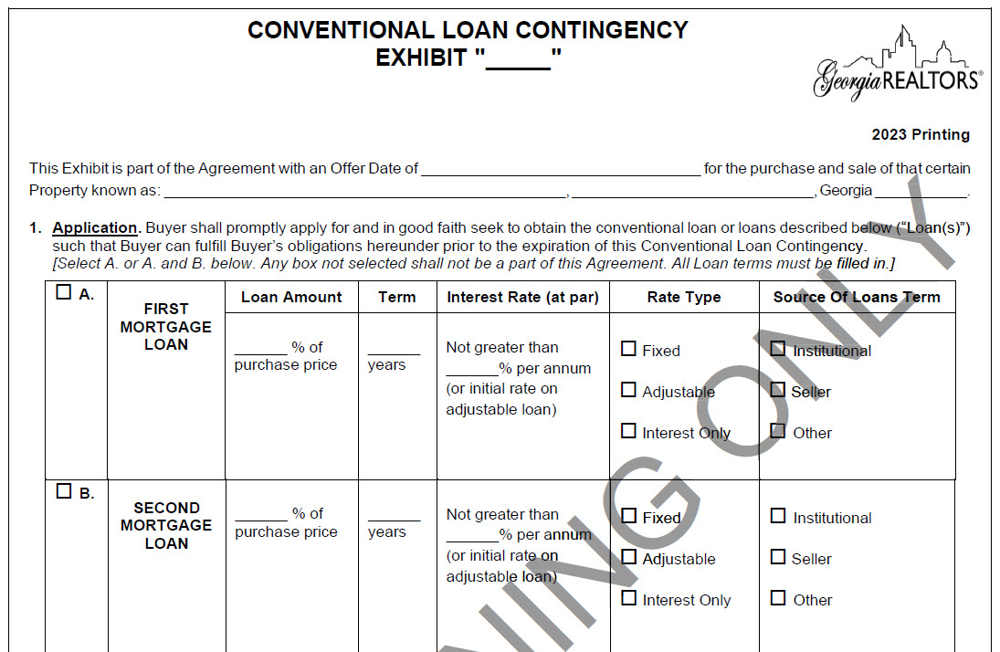 CONVENTIONAL LOAN CONTINGENCY
EXHIBIT "_____"
Georgia REALTORS®
2023 Printing
This Exhibit is part of the Agreement with an Offer Date of ________________________________ for the purchase and sale of that certain
Property known as: ______________________________________________, ____________________________, Georgia ___________.
1. Application. Buyer shall promptly apply for and in good faith seek to obtain the conventional loan or loans described below (“Loan(s)”)
such that Buyer can fulfill Buyer’s obligations hereunder prior to the expiration of this Conventional Loan Contingency.
[Select A. or A. and B. below. Any box not selected shall not be a part of this Agreement. All Loan terms must be filled in.]
☐ A.
FIRST
MORTGAGE
LOAN
Loan Amount
Term
Interest Rate (at par)
Rate Type
Source Of Loans Term
______ % of
purchase price
______
years
Not greater than
______% per annum
(or initial rate on
adjustable loan)
☐ Fixed
☐ Adjustable
☐ Interest Only
☐ Institutional
☐ Seller
☐ Other
☐ B.
SECOND
MORTGAGE
LOAN
______ % of
purchase price
______
years
Not greater than
______% per annum
(or initial rate on
adjustable loan)
☐ Fixed
☐ Adjustable
☐ Interest Only
☐ Institutional
☐ Seller
☐ Other
NING ONLY